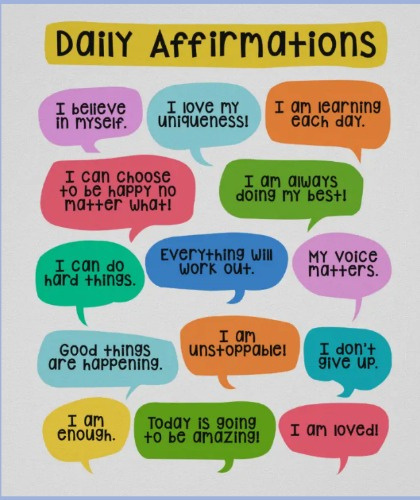 Daily Affirmations
I believe
in myself.
I love my
uniqueness!
I am learning
each day.
I can choose
to be happy no
matter what!
I am always
doing my best!
I can do
hard things.
Everything will
work out.
My voice
matters.
Good things
are happening.
I am
unstoppable!
I don't
give up.
I am
enough.
Today is going
to be amazing!
I am loved!